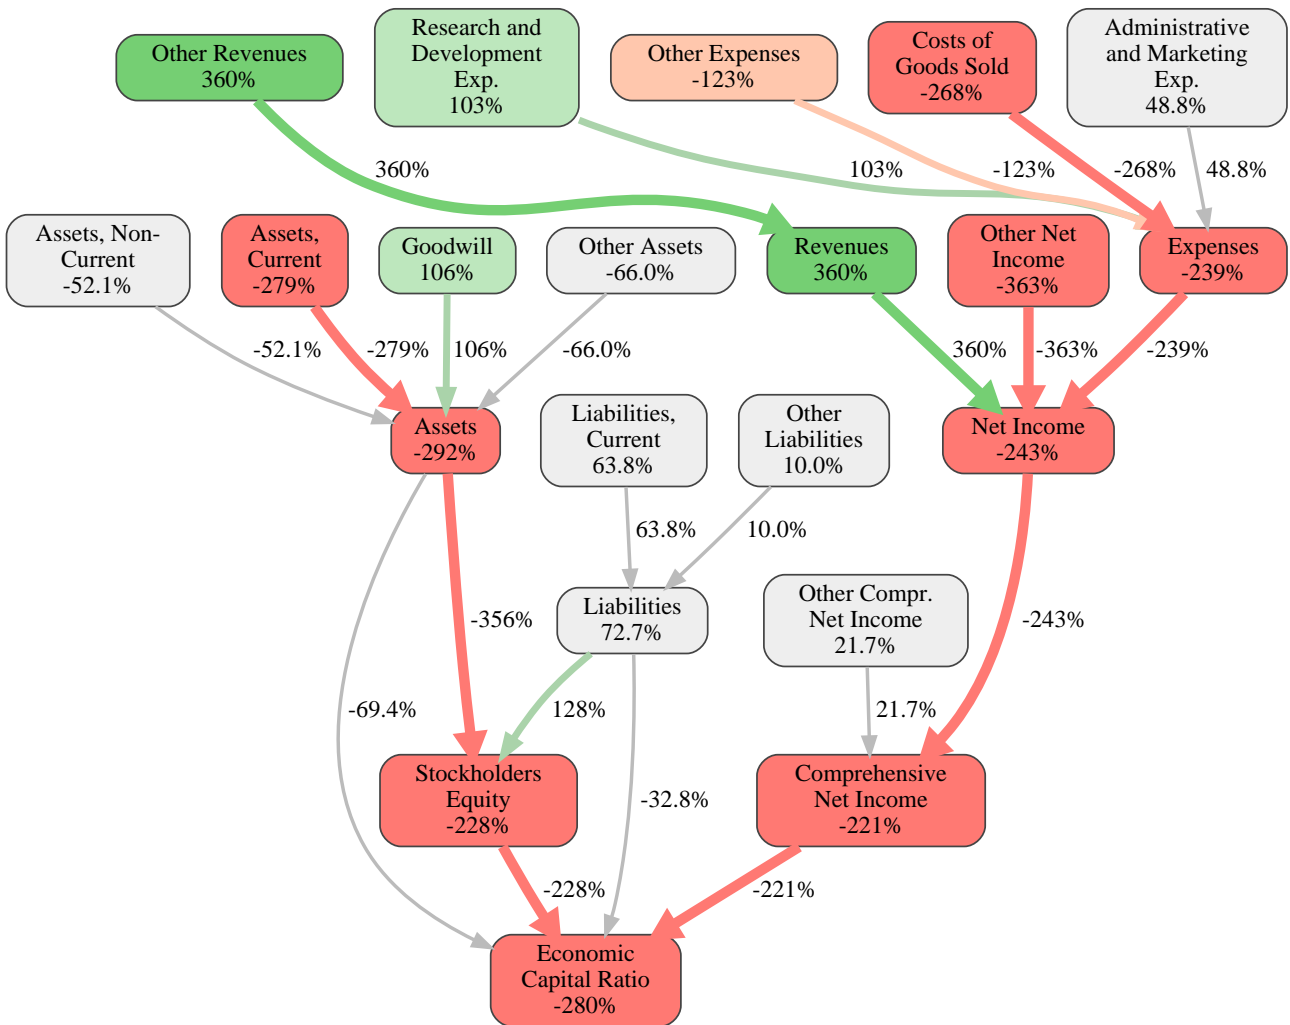 Other Revenues
360%
Research and
Development
Exp.
103%
Other Expenses
-123%
Costs of
Goods Sold
-268%
Administrative
and Marketing
Exp.
48.8%
360%
103%
-123%
-268%
48.8%
Assets, Non-
Current
-52.1%
Assets,
Current
-279%
Goodwill
106%
Other Assets
-66.0%
Revenues
360%
Other Net
Income
-363%
Expenses
-239%
-52.1%
-279%
106%
-66.0%
360%
-363%
-239%
Assets
-292%
Liabilities,
Current
63.8%
Other
Liabilities
10.0%
Net Income
-243%
63.8%
10.0%
-356%
Liabilities
72.7%
Other Compr.
Net Income
21.7%
-243%
-69.4%
128%
21.7%
Stockholders
Equity
-228%
-32.8%
Comprehensive
Net Income
-221%
-228%
-221%
Economic
Capital Ratio
-280%